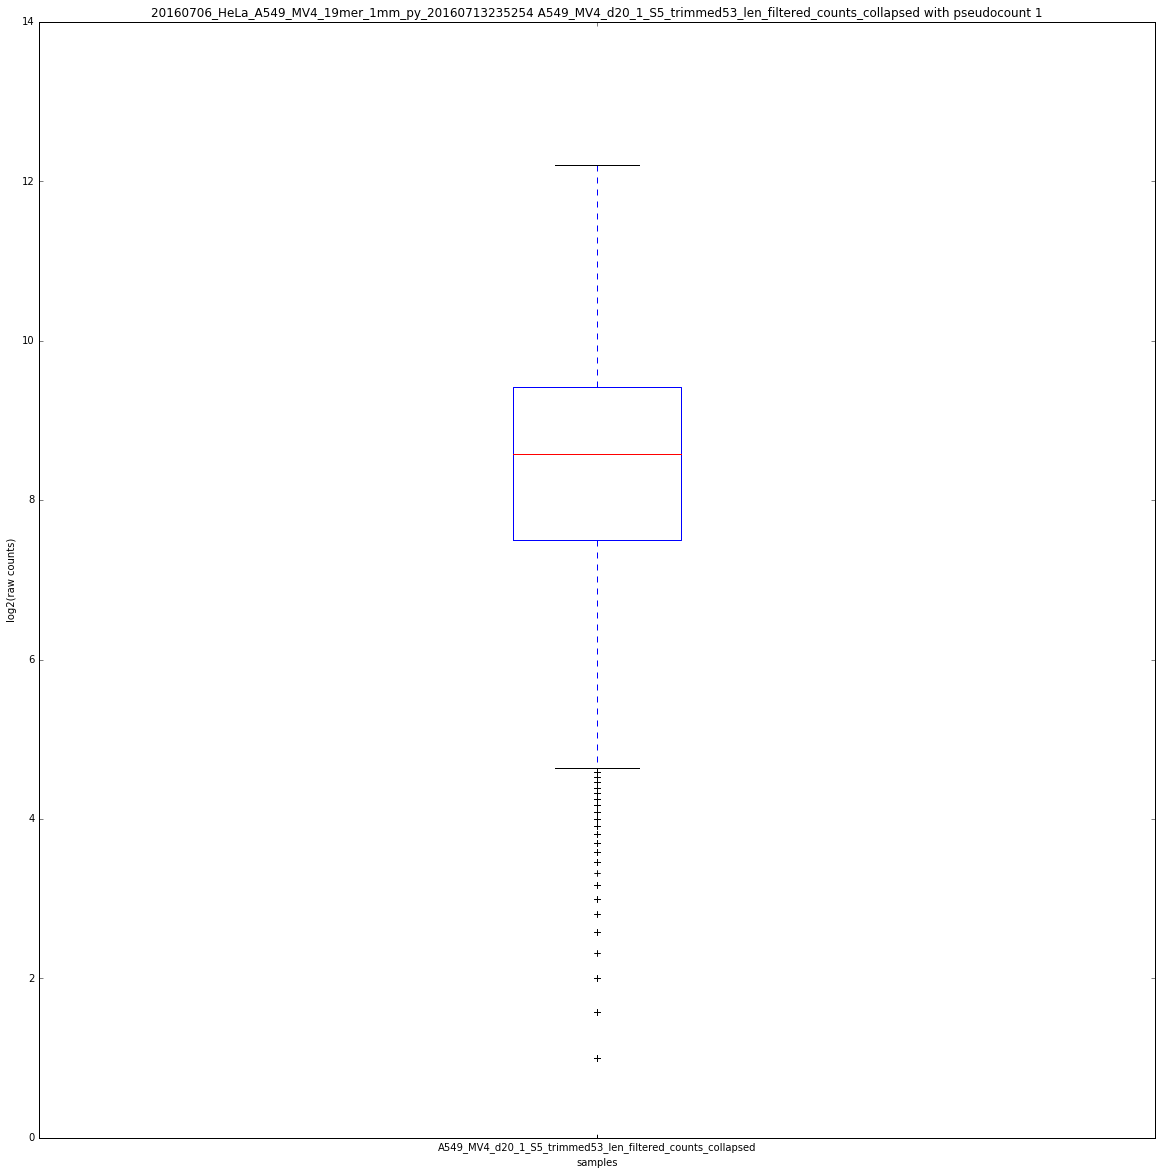 20160706_HeLa_A549_MV4_19mer_1mm_py_20160713235254 A549_MV4_d20_1_S5_trimmed53_len_filtered_counts_collapsed with pseudocount 1
14
12
10
8
6
4
2
0
log2(raw counts)
A549_MV4_d20_1_S5_trimmed53_len_filtered_counts_collapsed
samples